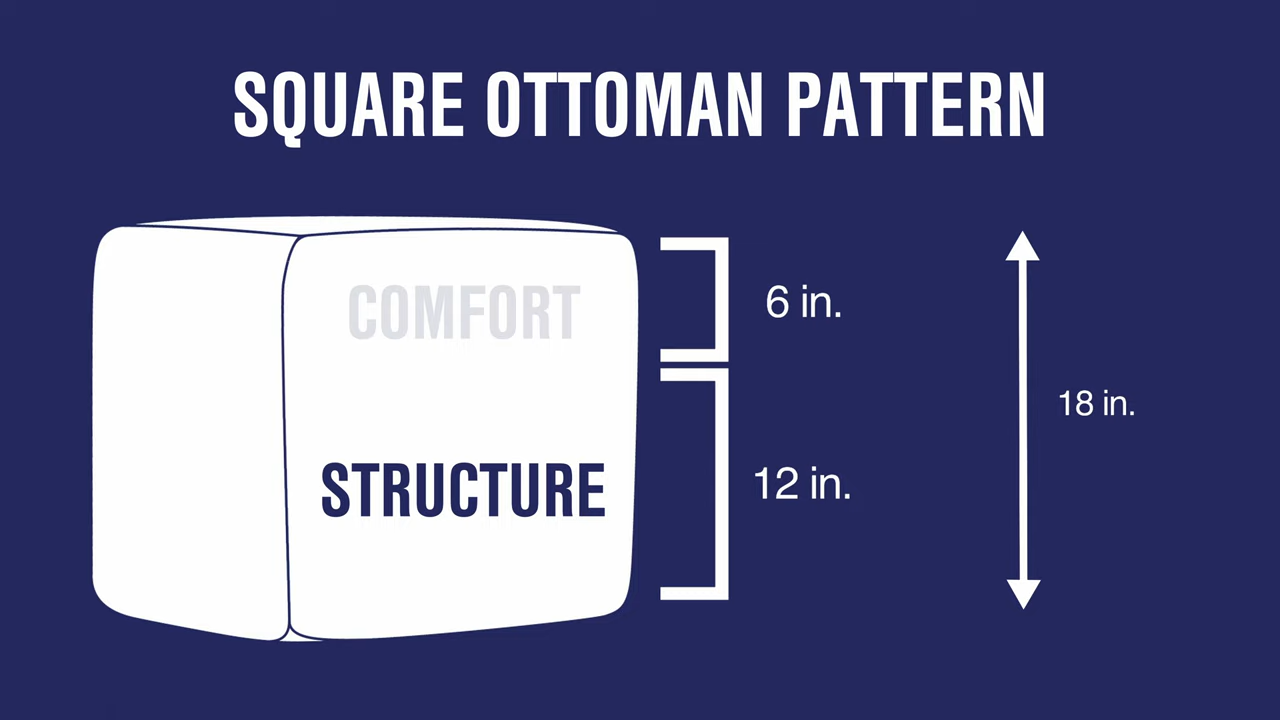 SQUARE OTTOMAN PATTERN
COMFORT
6 in.
18 in.
STRUCTURE
12 in.